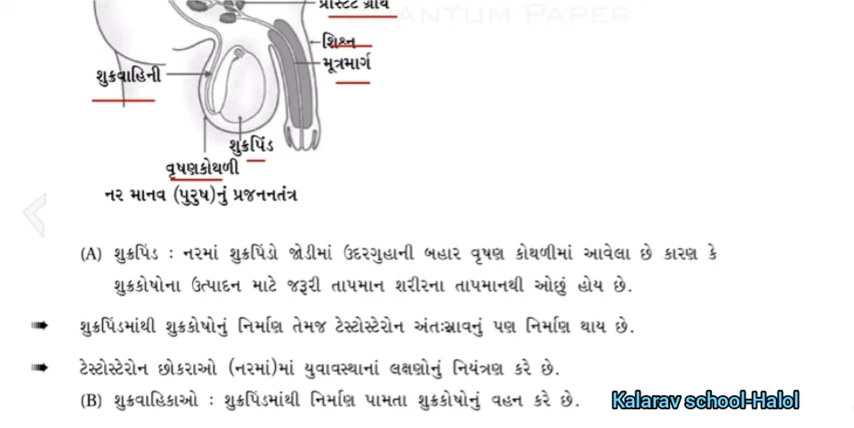 QUANTUM PAPER
પ્રોસ્ટેટ ગ્રંથિ
શિશ્ન
શુક્રવાહિની
મૂત્રમાર્ગ
શુક્રપિંડ
વૃષણકોથળી
નર માનવ (પુરુષ)નું પ્રજનનતંત્ર
(A) શુક્રપિંડ : નરમાં શુક્રપિંડો જોડીમાં ઉદરગુહાની બહાર વૃષણ કોથળીમાં આવેલા છે કારણ કે
શુક્રકોષોના ઉત્પાદન માટે જરૂરી તાપમાન શરીરના તાપમાનથી ઓછું હોય છે.
➠ શુક્રપિંડમાંથી શુક્રકોષોનું નિર્માણ તેમજ ટેસ્ટોસ્ટેરોન અંતઃસ્રાવનું પણ નિર્માણ થાય છે.
➠ ટેસ્ટોસ્ટેરોન છોકરાઓ (નરમાં)માં યુવાવસ્થાનાં લક્ષણોનું નિયંત્રણ કરે છે.
(B) શુક્રવાહિકાઓ : શુક્રપિંડમાંથી નિર્માણ પામતા શુક્રકોષોનું વહન કરે છે. Kalarav school-Halol